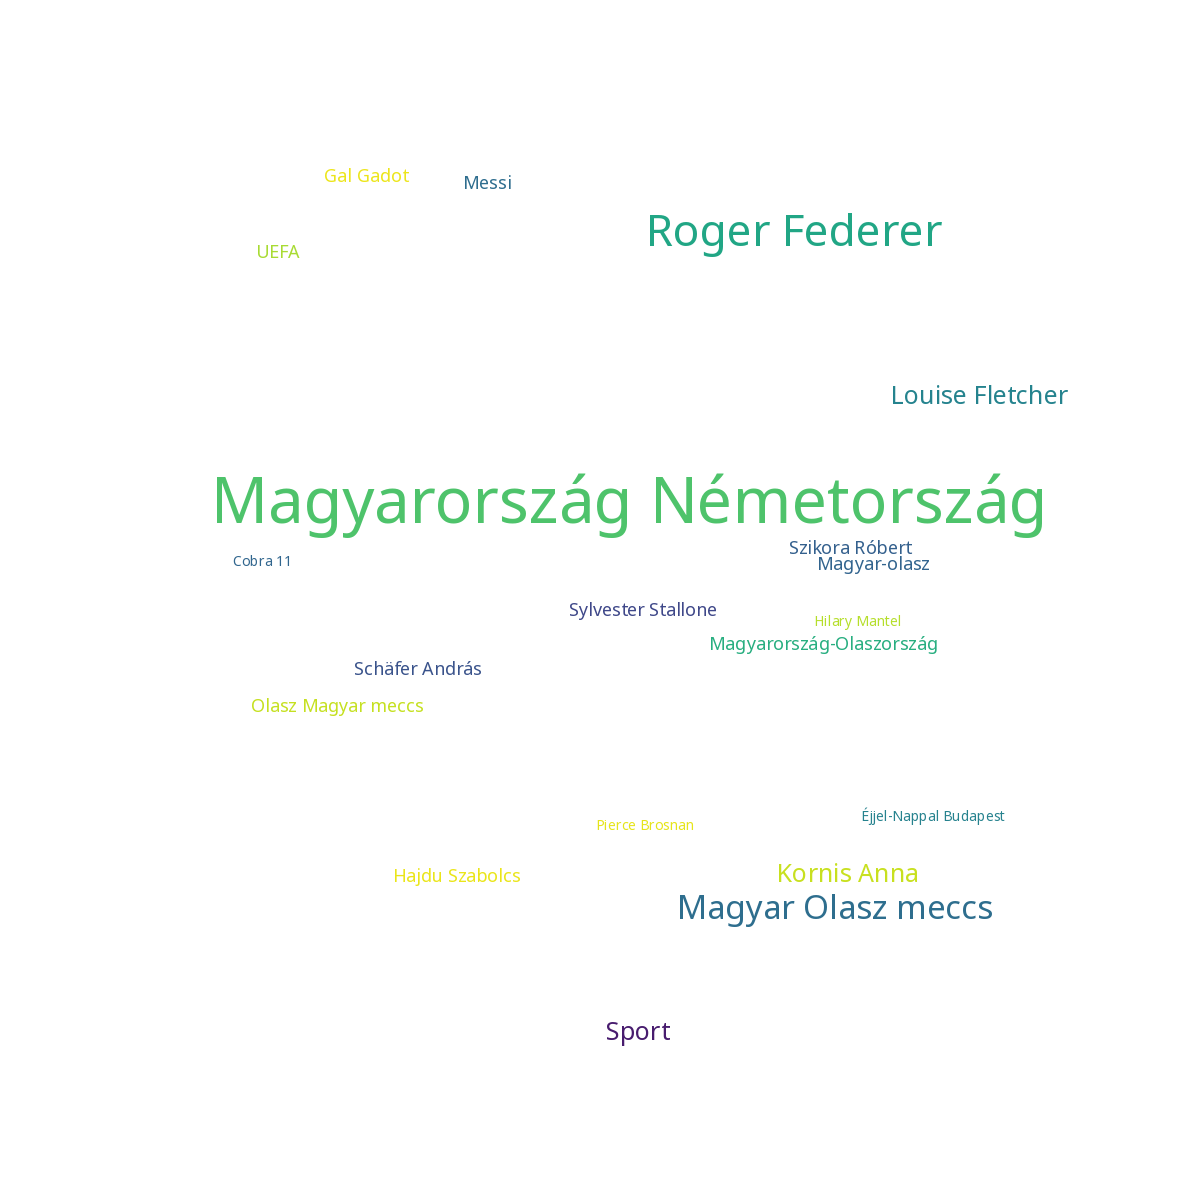 Gal Gadot
Messi
Roger Federer
UEFA
Louise Fletcher
Magyarország Németország
Szikora Róbert
Cobra 11
Magyar-olasz
Sylvester Stallone
Hilary Mantel
Magyarország-Olaszország
Schäfer András
Olasz Magyar meccs
Éjjel-Nappal Budapest
Pierce Brosnan
Kornis Anna
Hajdu Szabolcs
Magyar Olasz meccs
Sport